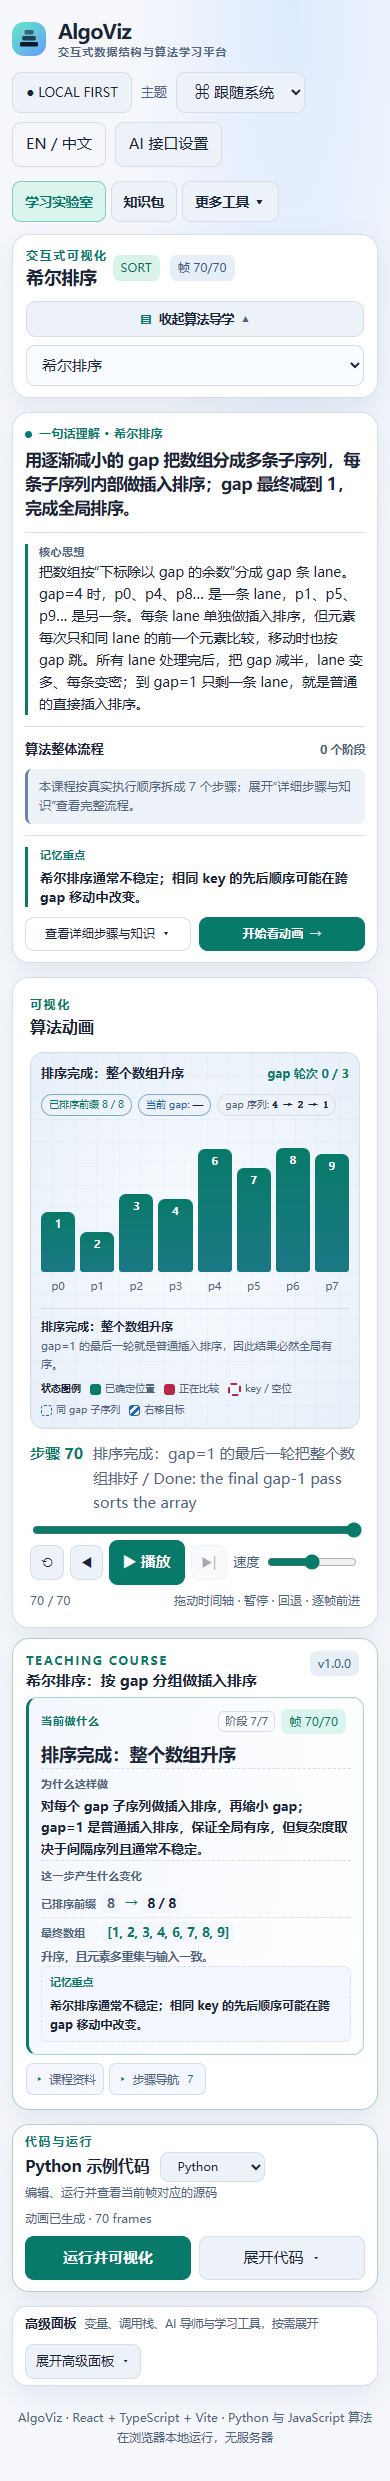 AlgoViz
交互式数据结构与算法学习平台
● LOCAL FIRST 主题 ⌘ 跟随系统
EN / 中文 AI 接口设置
学习实验室 知识包 更多工具 ▾
交互式可视化
希尔排序 SORT 帧 70/70
▤ 收起算法导学 ▲
希尔排序
● 一句话理解 • 希尔排序
用逐渐减小的 gap 把数组分成多条子序列，每
条子序列内部做插入排序；gap 最终减到 1，
完成全局排序。
核心思想
把数组按“下标除以 gap 的余数”分成 gap 条 lane。
gap=4 时，p0、p4、p8… 是一条 lane，p1、p5、
p9… 是另一条。每条 lane 单独做插入排序，但元素
每次只和同 lane 的前一个元素比较，移动时也按
gap 跳。所有 lane 处理完后，把 gap 减半，lane 变
多、每条变密；到 gap=1 只剩一条 lane，就是普通
的直接插入排序。
算法整体流程 0 个阶段
本课程按真实执行顺序拆成 7 个步骤；展开“详细步骤与知
识”查看完整流程。
记忆重点
希尔排序通常不稳定；相同 key 的先后顺序可能在跨
gap 移动中改变。
查看详细步骤与知识 ▾ 开始看动画 →
可视化
算法动画
排序完成：整个数组升序 gap 轮次 0 / 3
已排序前缀 8 / 8 当前 gap: — gap 序列: 4 → 2 → 1
1 2 3 4 6 7 8 9
p0 p1 p2 p3 p4 p5 p6 p7
排序完成：整个数组升序
gap=1 的最后一轮就是普通插入排序，因此结果必然全局有
序。
状态图例 已确定位置 正在比较 key / 空位
同 gap 子序列 右移目标
步骤 70 排序完成：gap=1 的最后一轮把整个数
组排好 / Done: the final gap-1 pass
sorts the array
⟲ ◀ ▶ 播放 ▶| 速度
70 / 70 拖动时间轴 · 暂停 · 回退 · 逐帧前进
TEACHING COURSE v1.0.0
希尔排序：按 gap 分组做插入排序
当前做什么 阶段 7/7 帧 70/70
排序完成：整个数组升序
为什么这样做
对每个 gap 子序列做插入排序，再缩小 gap；
gap=1 是普通插入排序，保证全局有序，但复杂度取
决于间隔序列且通常不稳定。
这一步产生什么变化
已排序前缀 8 → 8 / 8
最终数组 [1, 2, 3, 4, 6, 7, 8, 9]
升序，且元素多重集与输入一致。
记忆重点
希尔排序通常不稳定；相同 key 的先后顺序可能在跨
gap 移动中改变。
▸ 课程资料 ▸ 步骤导航 7
代码与运行
Python 示例代码 Python
编辑、运行并查看当前帧对应的源码
动画已生成 · 70 frames
运行并可视化 展开代码 ▾
高级面板 变量、调用栈、AI 导师与学习工具，按需展开
展开高级面板 ▾
AlgoViz · React + TypeScript + Vite · Python 与 JavaScript 算法
在浏览器本地运行，无服务器